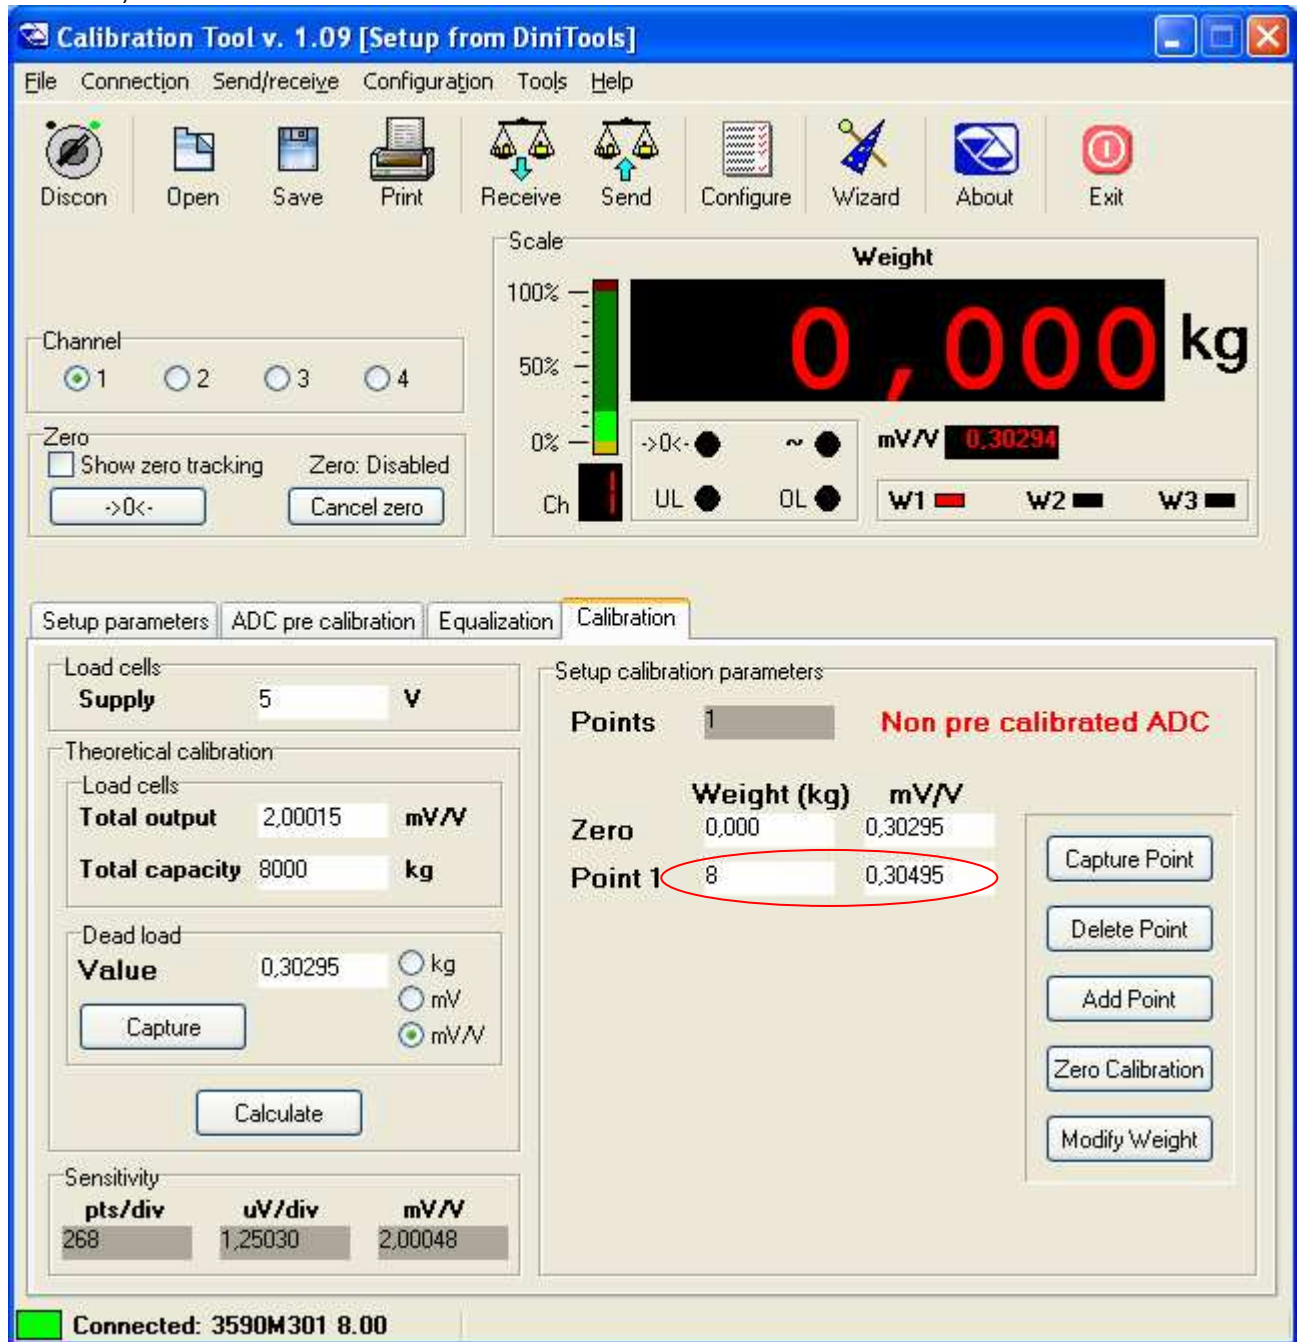 Calibration Tool v. 1.09 [Setup from DiniTools]
File Connection Send/receive Configuration Tools Help
Discon Open Save Print Receive Send Configure Wizard About Exit
Scale
Weight
100%
50%
0%
0,000 kg
Channel
1 2 3 4
Zero
Show zero tracking Zero: Disabled
->0<- Cancel zero
->0<- ~ mV/V 0,30294
Ch 1 UL OL W1 W2 W3
Setup parameters ADC pre calibration Equalization Calibration
Load cells
Supply 5 V
Theoretical calibration
Load cells
Total output 2,00015 mV/V
Total capacity 8000 kg
Dead load
Value 0,30295 kg
mV
Capture mV/V
Calculate
Sensitivity
pts/div uV/div mV/V
268 1,25030 2,00048
Setup calibration parameters
Points 1 Non pre calibrated ADC
Weight (kg) mV/V
Zero 0,000 0,30295
Point 1 8 0,30495
Capture Point
Delete Point
Add Point
Zero Calibration
Modify Weight
Connected: 3590M301 8.00